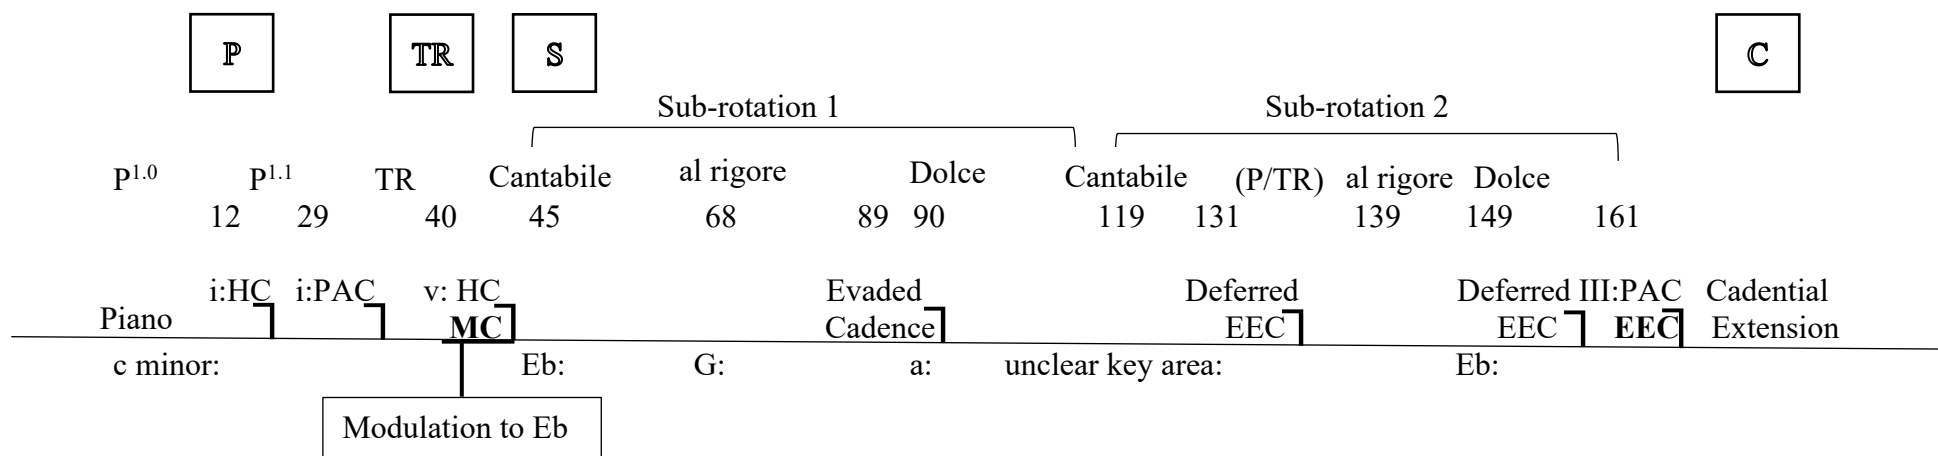 P TR S C
Sub-rotation 1 Sub-rotation 2
P1.0 P1.1 TR Cantabile al rigore Dolce Cantabile (P/TR) al rigore Dolce
12 29 40 45 68 89 90 119 131 139 149 161
i:HC i:PAC v: HC Evaded Deferred Deferred III:PAC Cadential
Piano MC Cadence EEC EEC EEC Extension
c minor: Eb: G: a: unclear key area: Eb:
Modulation to Eb